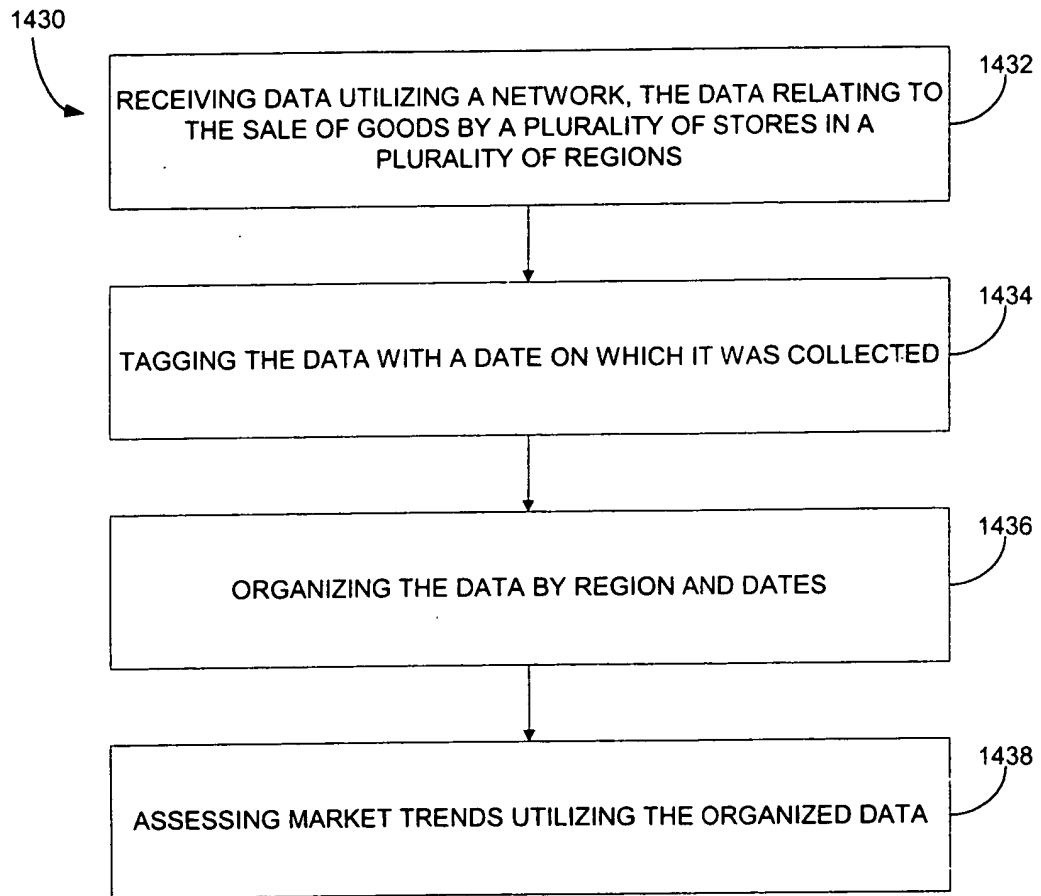 1430
1432
RECEIVING DATA UTILIZING A NETWORK, THE DATA RELATING TO
THE SALE OF GOODS BY A PLURALITY OF STORES IN A
PLURALITY OF REGIONS
1434
TAGGING THE DATA WITH A DATE ON WHICH IT WAS COLLECTED
1436
ORGANIZING THE DATA BY REGION AND DATES
1438
ASSESSING MARKET TRENDS UTILIZING THE ORGANIZED DATA